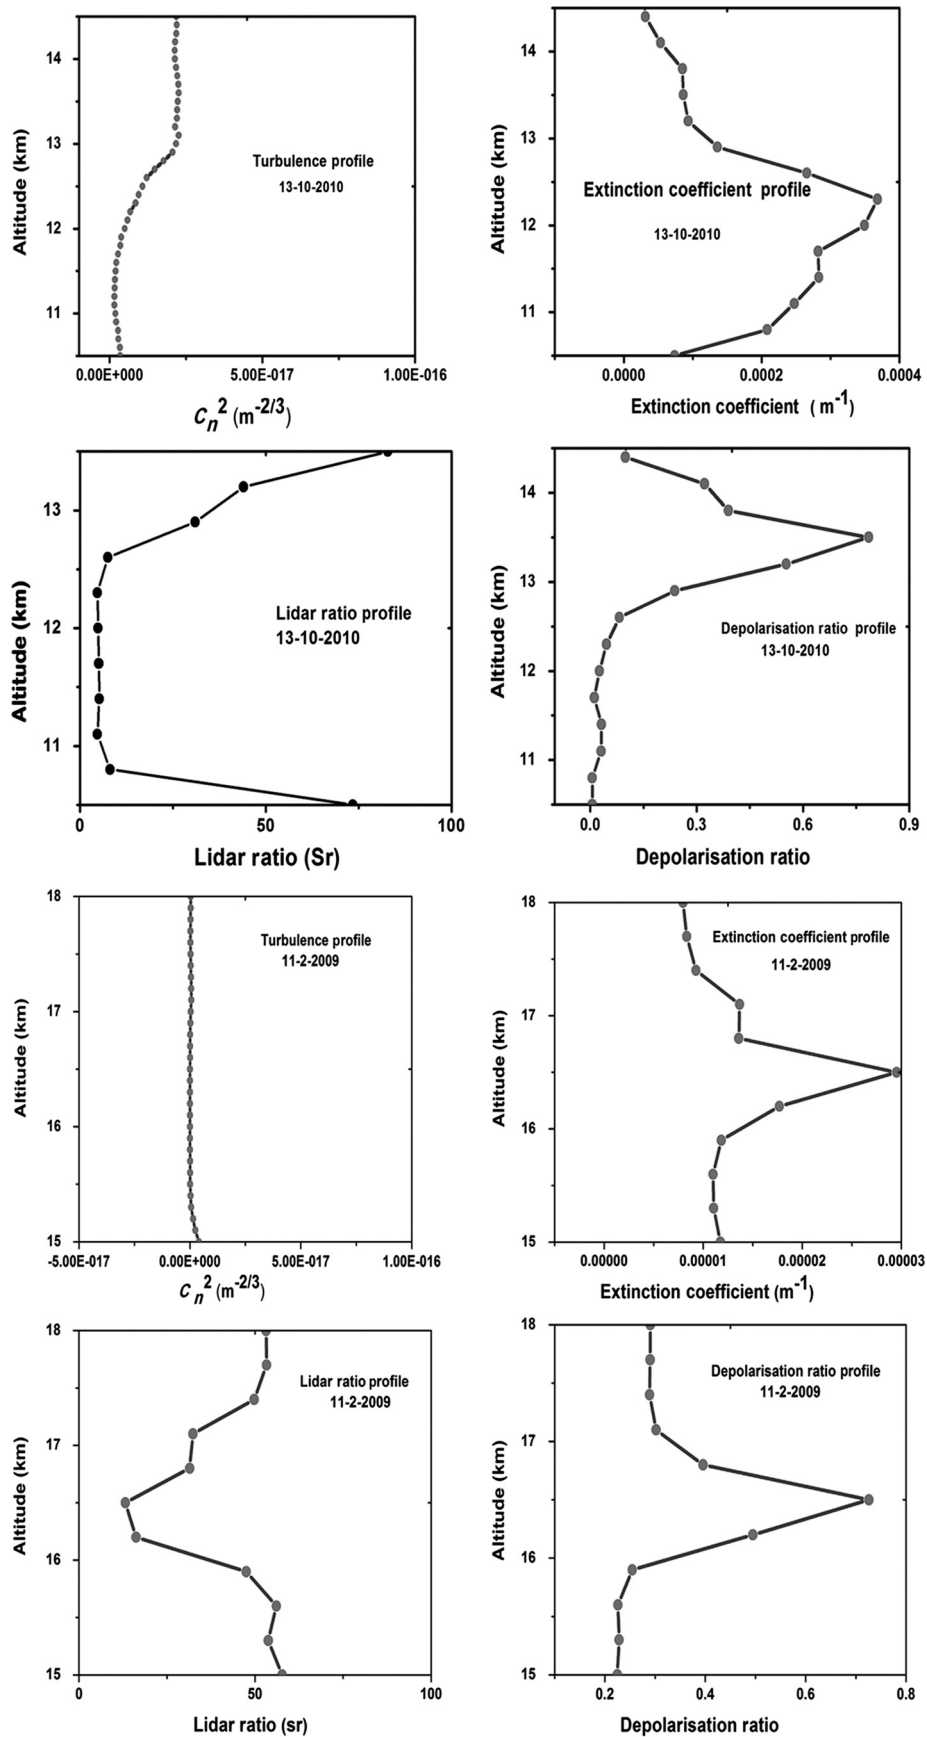 14
13
12
11
Altitude (km)
Turbulence profile
13-10-2010
0.00E+000 5.00E-017 1.00E-016
Cn2 (m-2/3)
14
13
12
11
Altitude (km)
Extinction coefficient profile
13-10-2010
0.0000 0.0002 0.0004
Extinction coefficient ( m-1)
13
12
11
Altitude (km)
Lidar ratio profile
13-10-2010
0 50 100
Lidar ratio (Sr)
14
13
12
11
Altitude (km)
Depolarisation ratio profile
13-10-2010
0.0 0.3 0.6 0.9
Depolarisation ratio
18
17
16
15
Altitude (km)
Turbulence profile
11-2-2009
-5.00E-017 0.00E+000 5.00E-017 1.00E-016
Cn2 (m-2/3)
18
17
16
15
Altitude (km)
Extinction coefficient profile
11-2-2009
0.00000 0.00001 0.00002 0.00003
Extinction coefficient (m-1)
18
17
16
15
Altitude (km)
Lidar ratio profile
11-2-2009
0 50 100
Lidar ratio (sr)
18
17
16
15
Altitude (km)
Depolarisation ratio profile
11-2-2009
0.2 0.4 0.6 0.8
Depolarisation ratio